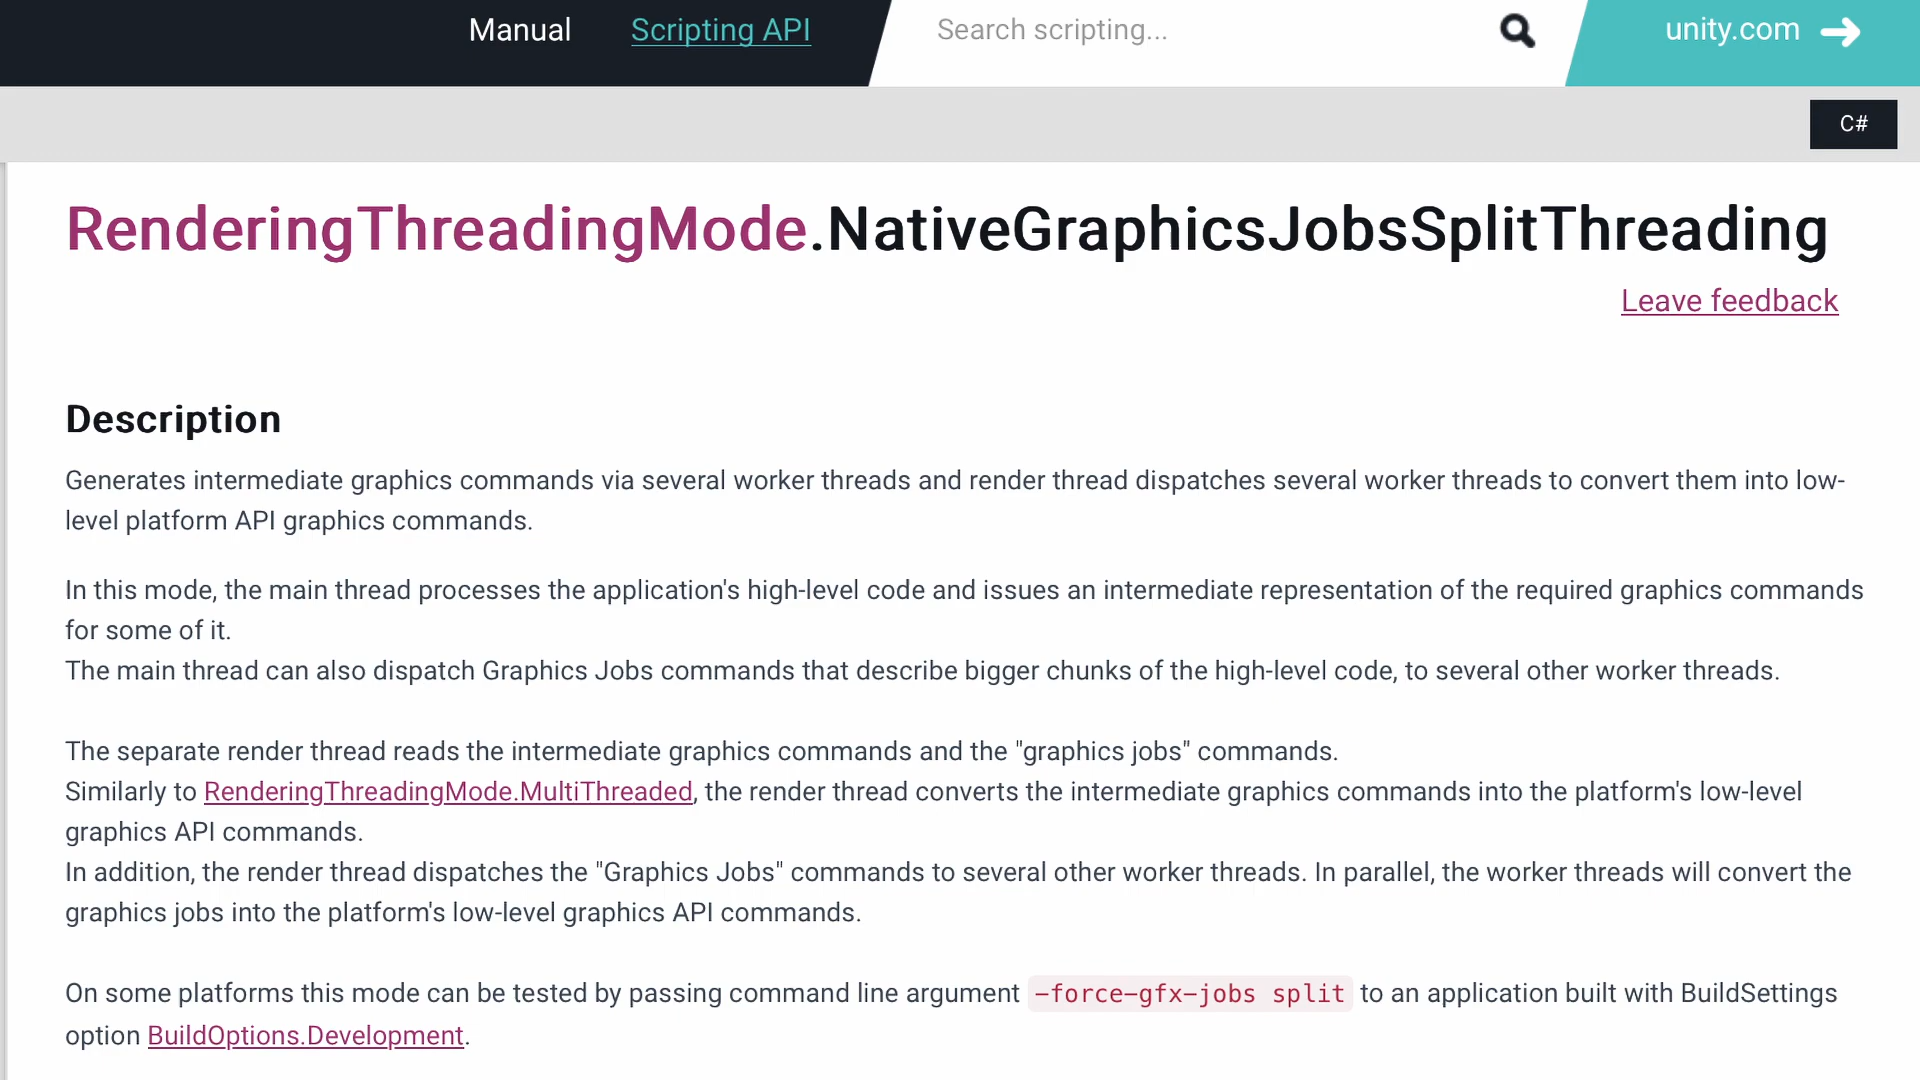 Manual
Scripting API
Search scripting...
unity.com
C#
RenderingThreadingMode.NativeGraphicsJobsSplitThreading
Leave feedback
Description
Generates intermediate graphics commands via several worker threads and render thread dispatches several worker threads to convert them into low-
level platform API graphics commands.
In this mode, the main thread processes the application's high-level code and issues an intermediate representation of the required graphics commands
for some of it.
The main thread can also dispatch Graphics Jobs commands that describe bigger chunks of the high-level code, to several other worker threads.
The separate render thread reads the intermediate graphics commands and the "graphics jobs" commands.
Similarly to RenderingThreadingMode.MultiThreaded, the render thread converts the intermediate graphics commands into the platform's low-level
graphics API commands.
In addition, the render thread dispatches the "Graphics Jobs" commands to several other worker threads. In parallel, the worker threads will convert the
graphics jobs into the platform's low-level graphics API commands.
On some platforms this mode can be tested by passing command line argument -force-gfx-jobs split to an application built with BuildSettings
option BuildOptions.Development.